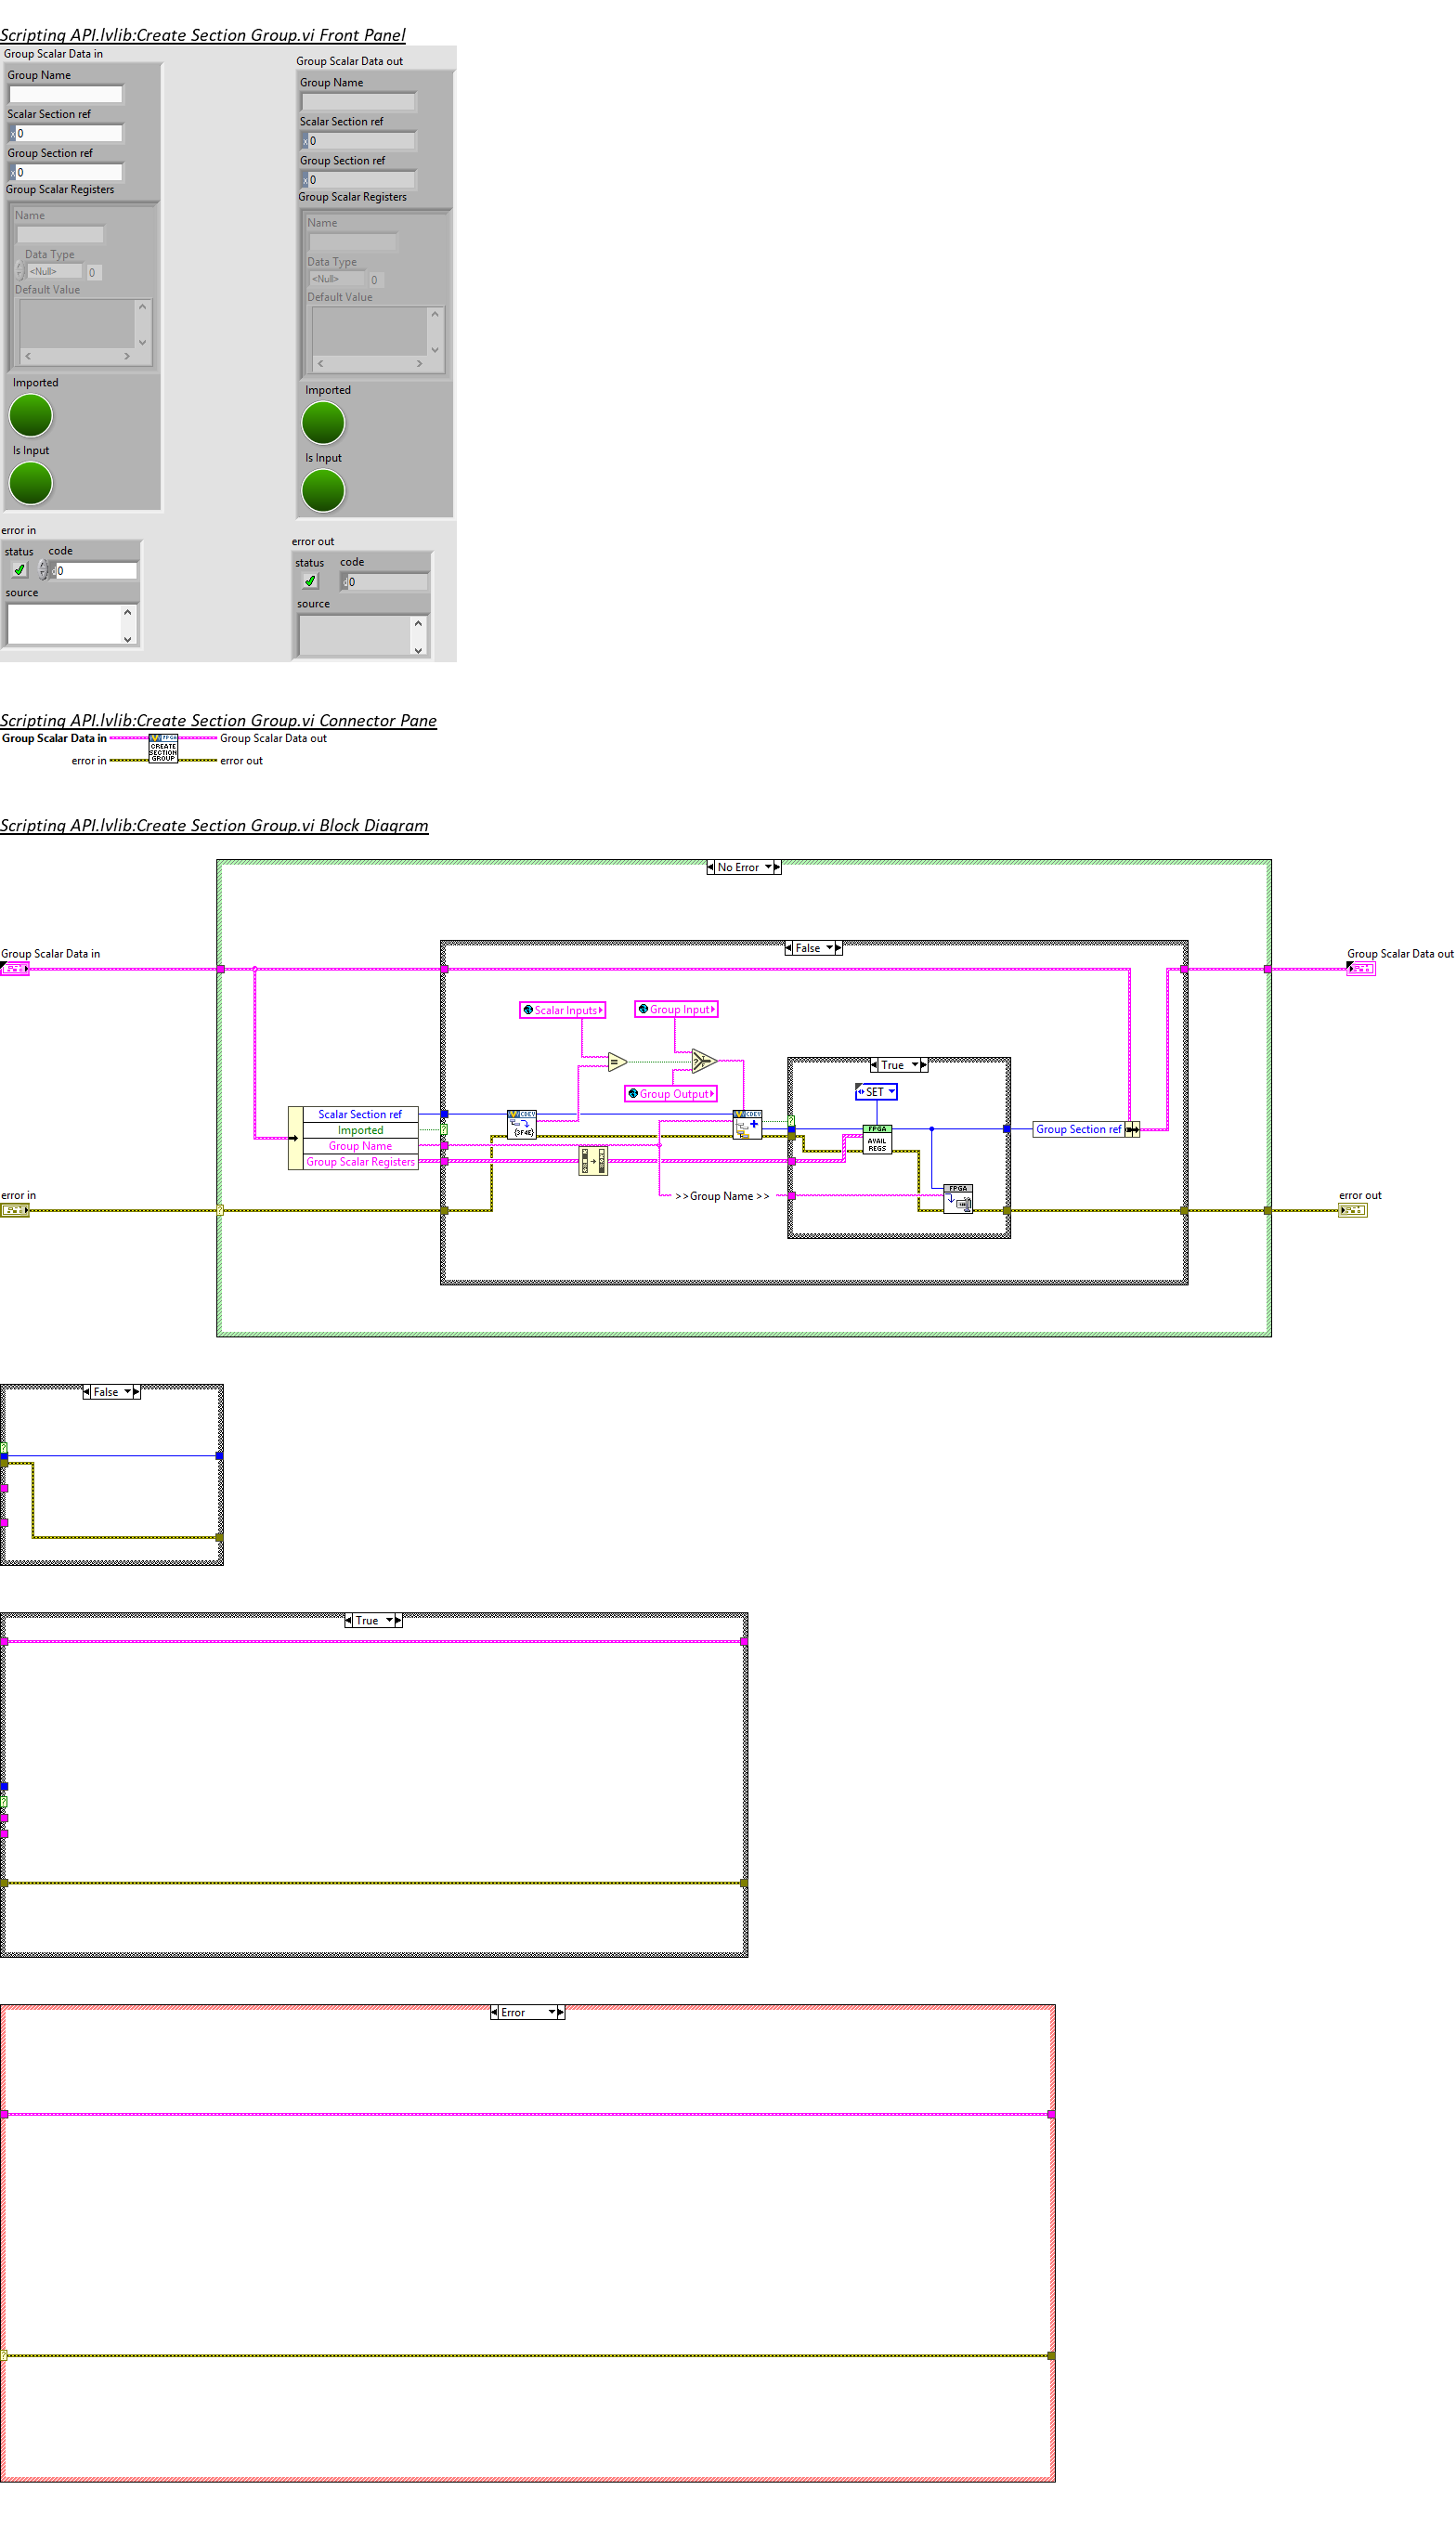 Scripting API.lvlib:Create Section Group.vi Front Panel
Group Scalar Data in
Group Name
Scalar Section ref
x 0
Group Section ref
x 0
Group Scalar Registers
Name
Data Type
<Null> 0
Default Value
Imported
Is Input
error in
status code
d 0
source
Group Scalar Data out
Group Name
Scalar Section ref
x 0
Group Section ref
x 0
Group Scalar Registers
Name
Data Type
<Null> 0
Default Value
Imported
Is Input
error out
status code
d 0
source
Scripting API.lvlib:Create Section Group.vi Connector Pane
Group Scalar Data in
error in
FPGA
CREATE
SECTION
GROUP
Group Scalar Data out
error out
Scripting API.lvlib:Create Section Group.vi Block Diagram
No Error
False
Group Scalar Data in
Group Scalar Data out
Scalar Inputs
Group Input
Group Output
True
SET
Scalar Section ref
Imported
Group Name
Group Scalar Registers
CDEV
{3F4E}
CDEV
FPGA
AVAIL
REGS
Group Section ref
>>Group Name >>
FPGA
error in
error out
False
True
Error